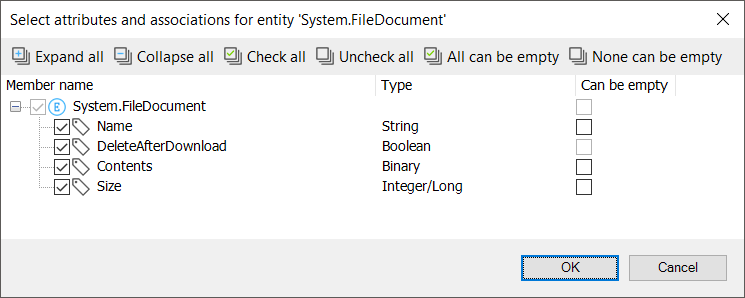 Select attributes and associations for entity 'System.FileDocument'
Expand all Collapse all Check all Uncheck all All can be empty None can be empty
Member name Type Can be empty
E System.FileDocument
Name String
DeleteAfterDownload Boolean
Contents Binary
Size Integer/Long
OK Cancel